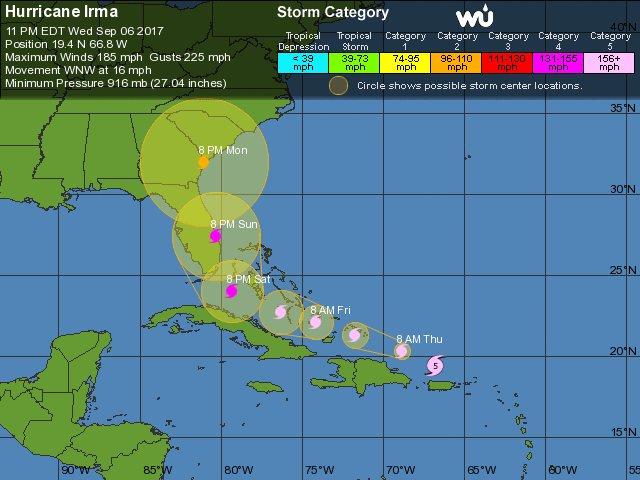 Hurricane Irma
11 PM EDT Wed Sep 06 2017
Position 19.4 N 66.8 W
Maximum Winds 185 mph Gusts 225 mph
Movement WNW at 16 mph
Minimum Pressure 916 mb (27.04 inches)
Storm Category
wu
Tropical Depression
Tropical Storm
Category 1
Category 2
Category 3
Category 4
Category 5
< 39 mph
39-73 mph
74-95 mph
96-110 mph
111-130 mph
131-155 mph
156+ mph
Circle shows possible storm center locations.
40°N
35°N
8 PM Mon
30°N
8 PM Sun
25°N
8 PM Sat
8 AM Fri
8 AM Thu
20°N
5
15°N
90°W
85°W
80°W
75°W
70°W
65°W
60°W
55